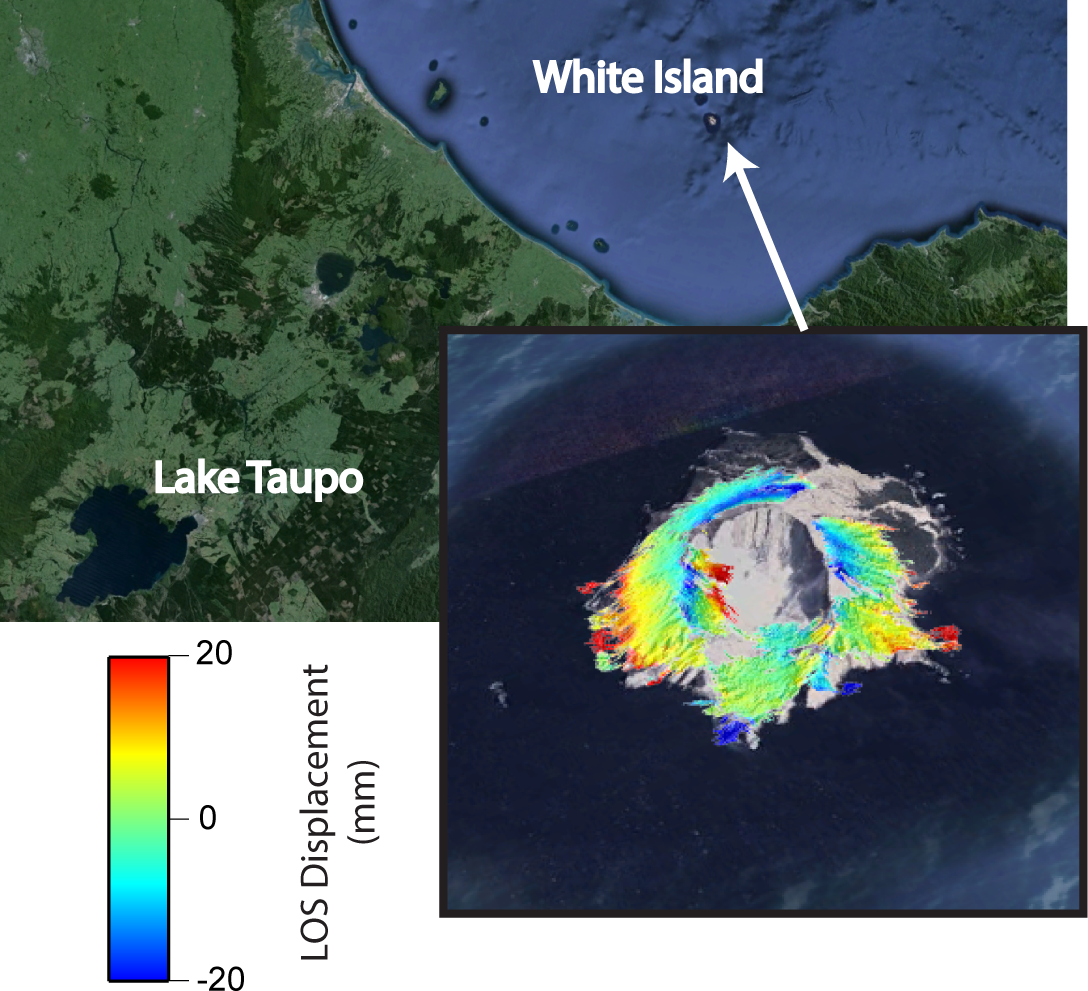 White Island
Lake Taupo
20
0
-20
LOS Displacement
(mm)